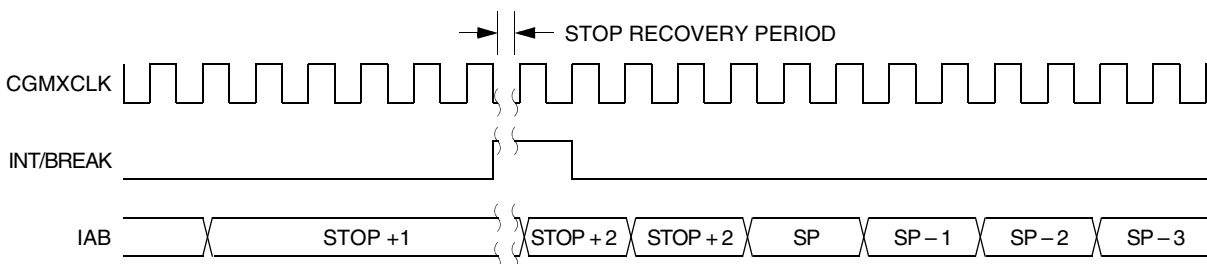 STOP RECOVERY PERIOD
CGMXCLK
INT/BREAK
IAB STOP +1 STOP + 2 STOP + 2 SP SP – 1 SP – 2 SP – 3